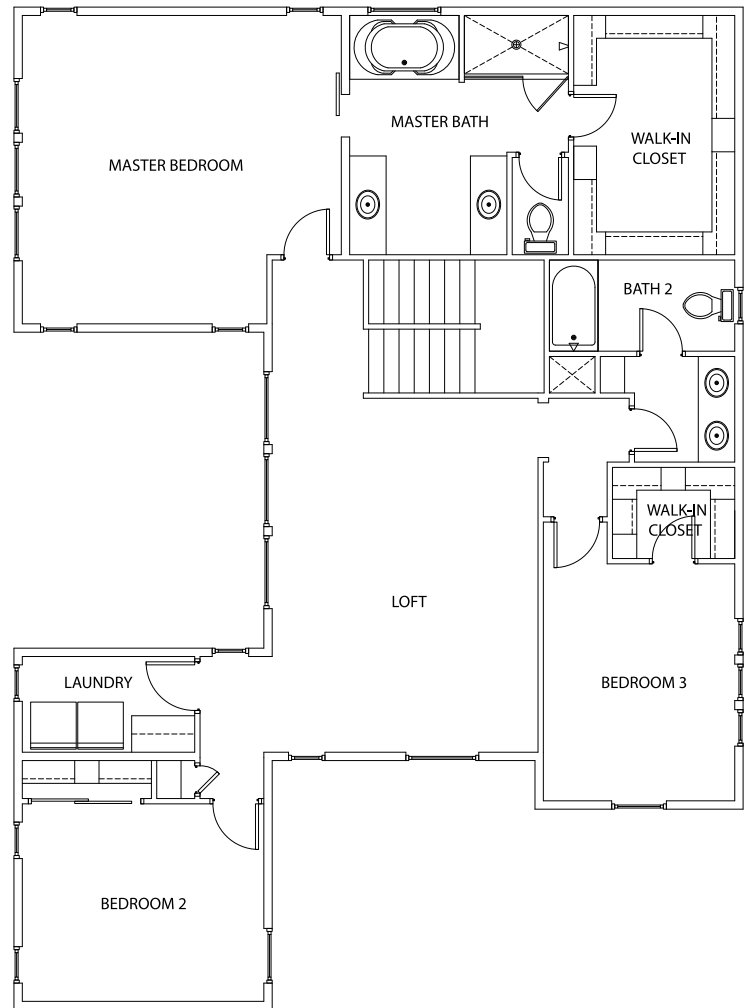 MASTER BATH
WALK-IN
CLOSET
MASTER BEDROOM
BATH 2
WALK-IN
CLOSET
LOFT
LAUNDRY
BEDROOM 3
BEDROOM 2